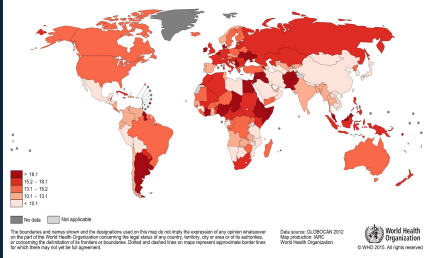 > 18.1
15.2 - 18.1
13.1 - 15.2
10.1 - 13.1
< 10.1
No data
Not applicable
The boundaries and names shown and the designations used on this map do not imply the expression of any opinion whatsoever
on the part of the World Health Organization concerning the legal status of any country, territory, city or area or of its authorities,
or concerning the delimitation of its frontiers or boundaries. Dotted and dashed lines on maps represent approximate border lines
for which there may not yet be full agreement.
Data source: GLOBOCAN 2012
Map production: IARC
World Health Organization
World Health
Organization
© WHO 2015. All rights reserved